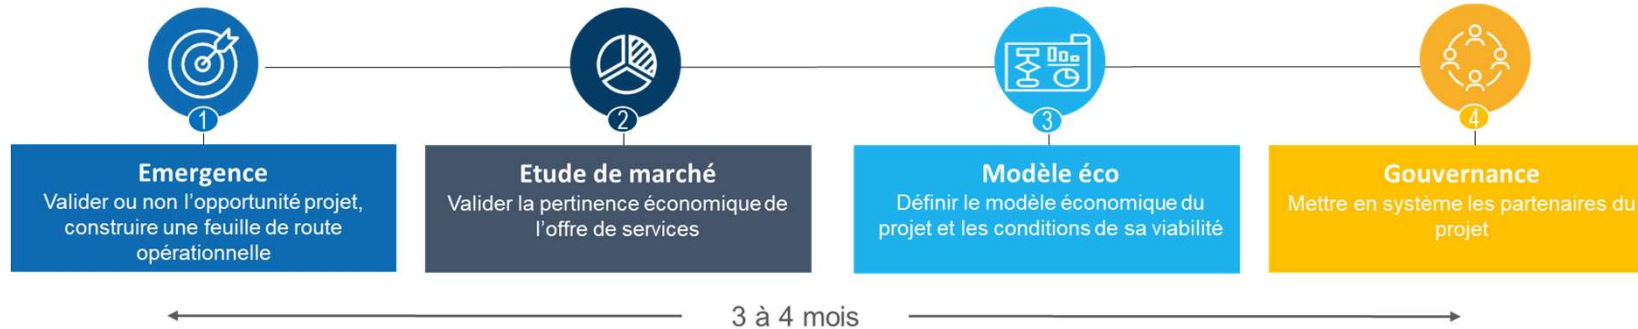 1
Emergence
Valider ou non l’opportunité projet,
construire une feuille de route
opérationnelle
2
Etude de marché
Valider la pertinence économique de
l’offre de services
3
Modèle éco
Définir le modèle économique du
projet et les conditions de sa viabilité
4
Gouvernance
Mettre en système les partenaires du
projet
3 à 4 mois